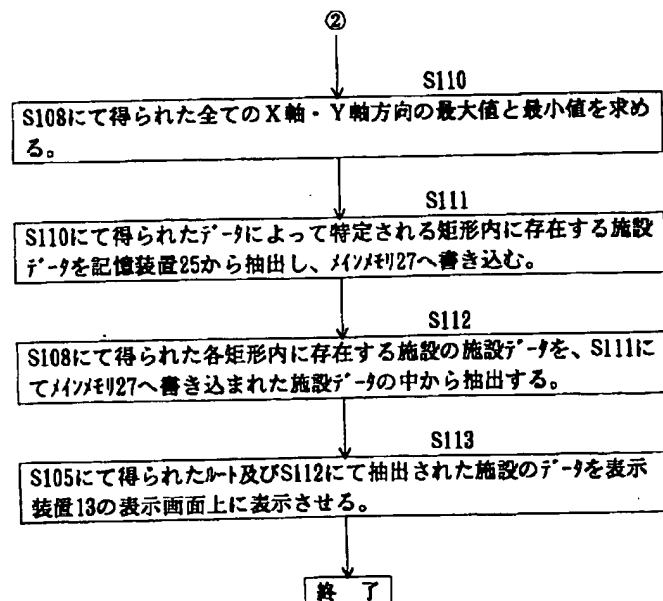 ②
S110
S108にて得られた全てのX軸・Y軸方向の最大値と最小値を求め
る。
S111
S110にて得られたデータによって特定される矩形内に存在する施設
データを記憶装置25から抽出し、メインメモリ27へ書き込む。
S112
S108にて得られた各矩形内に存在する施設の施設データを、S111に
てメインメモリ27へ書き込まれた施設データの中から抽出する。
S113
S105にて得られたルート及びS112にて抽出された施設のデータを表示
装置13の表示画面上に表示させる。
終 了